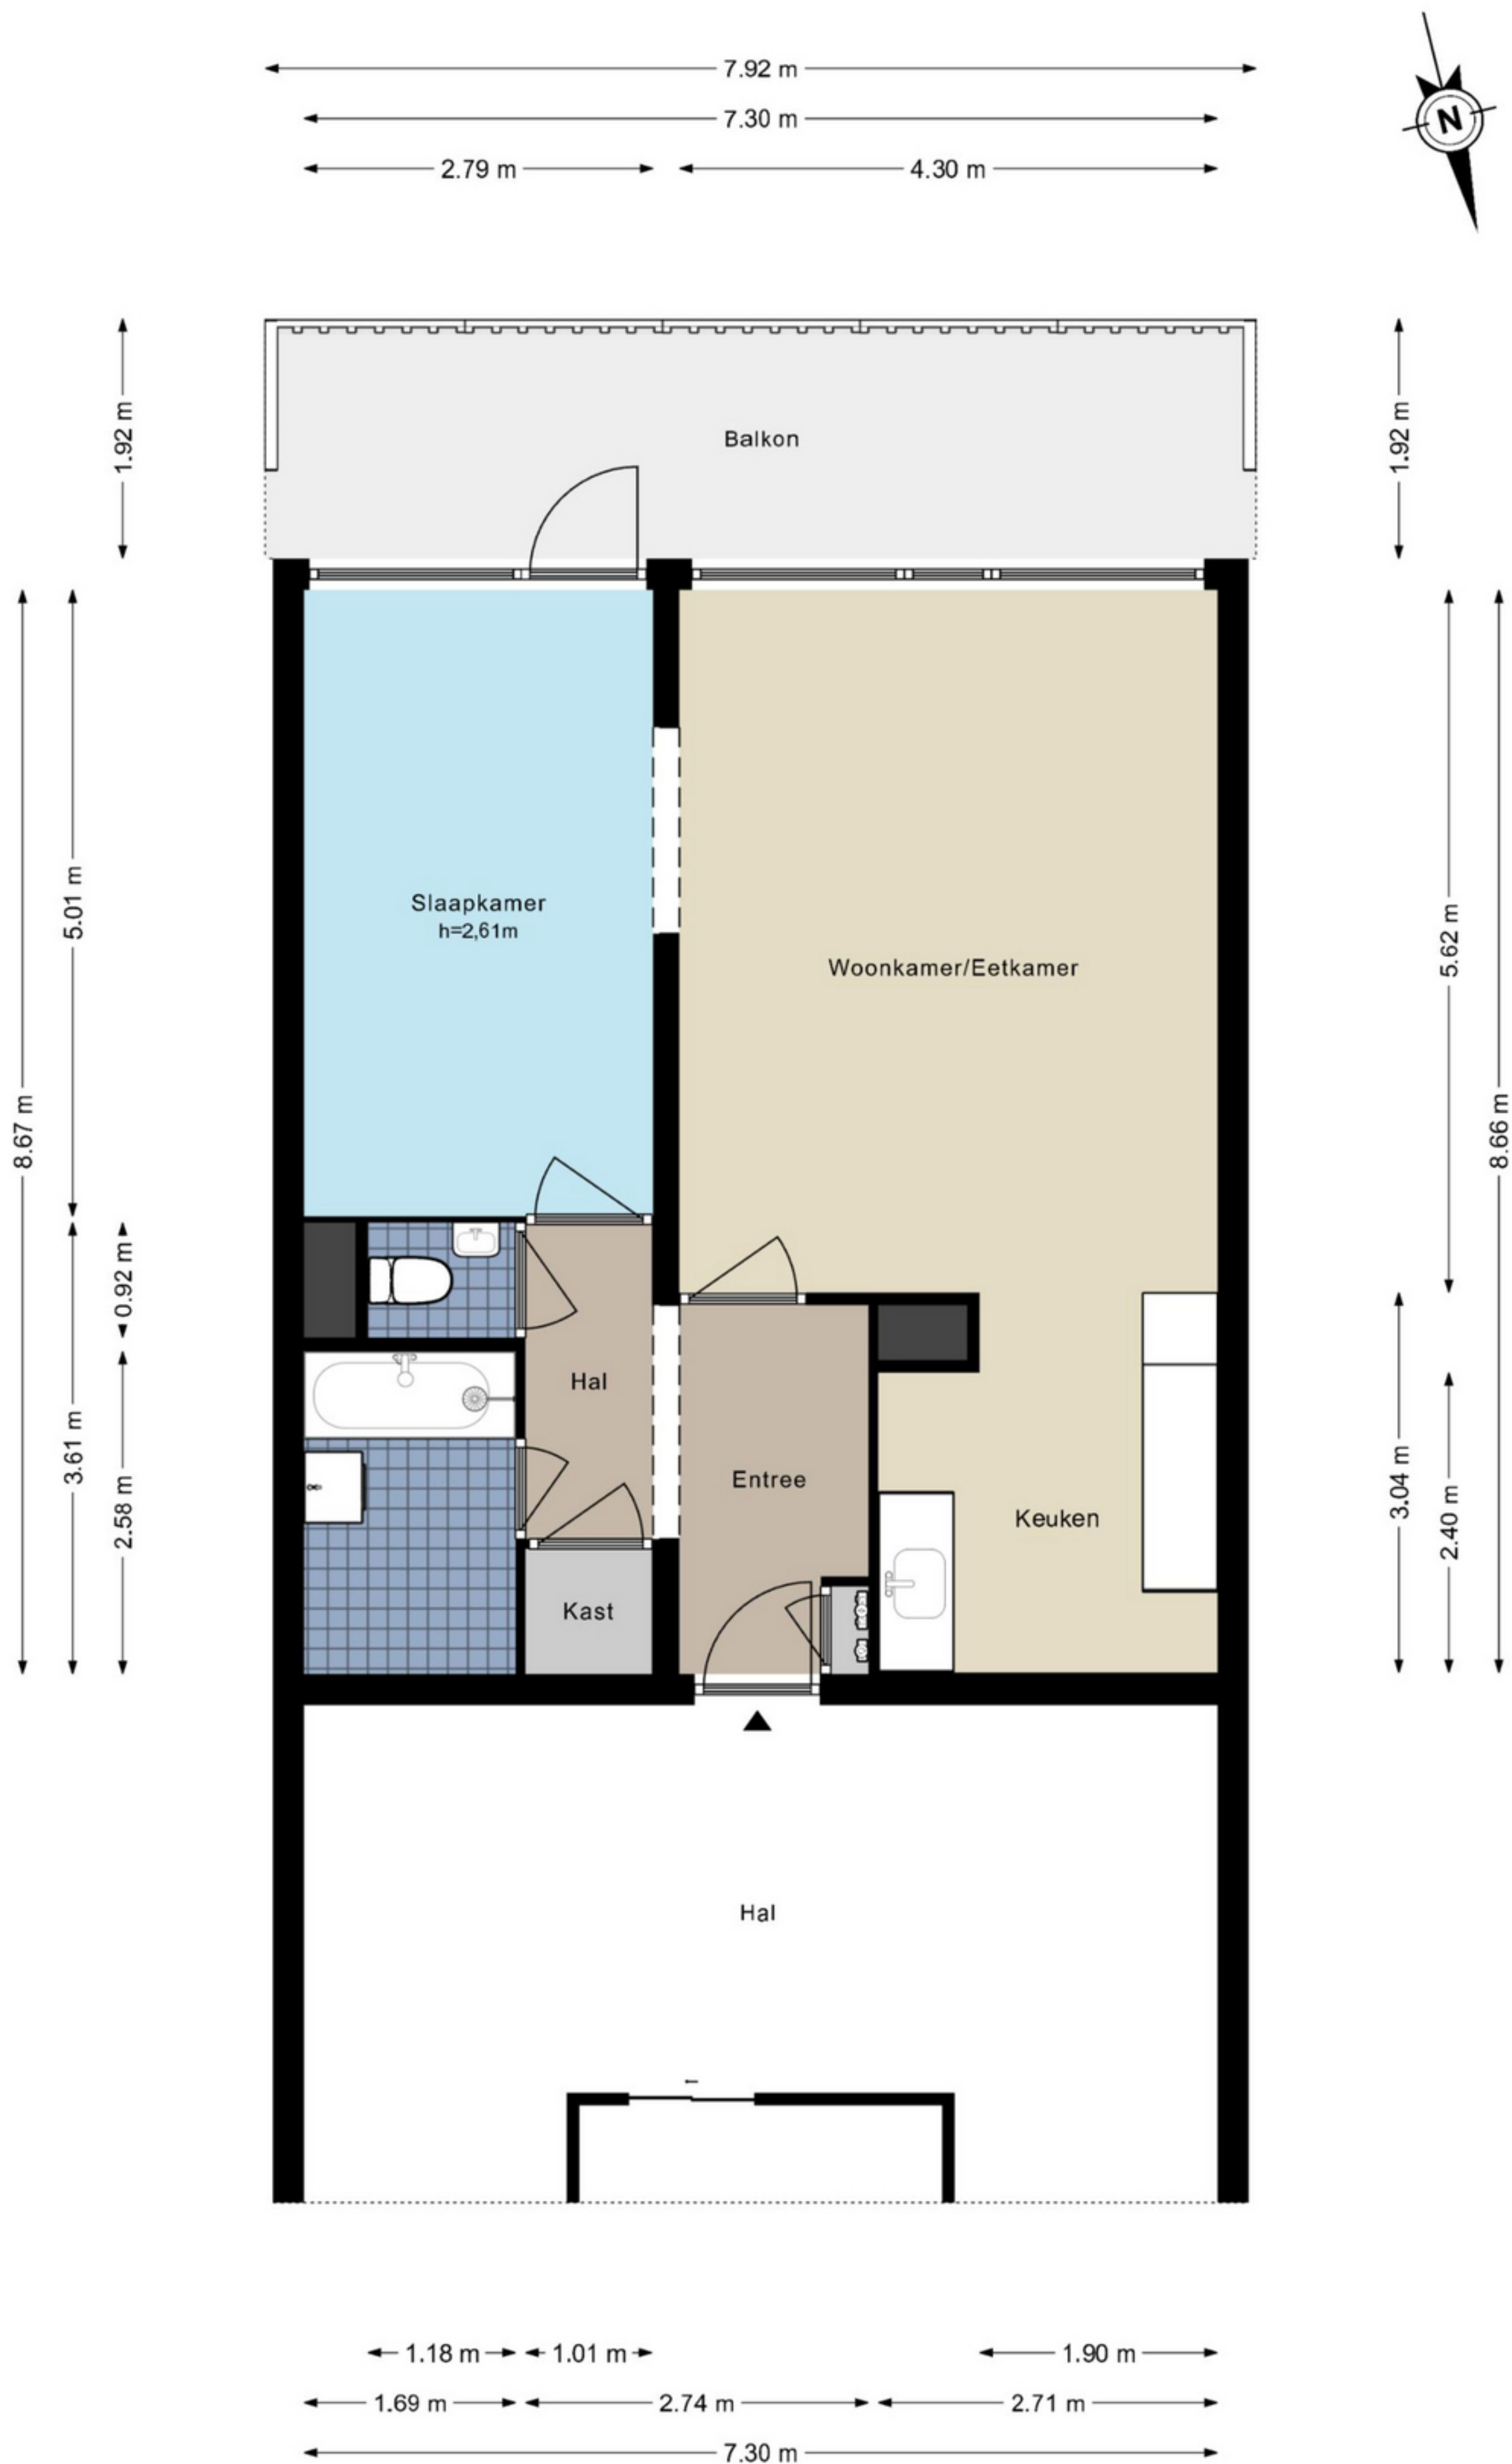 7.92 m
7.30 m
2.79 m
4.30 m
N
1.92 m
Balkon
1.92 m
8.67 m
5.01 m
Slaapkamer
h=2,61m
Woonkamer/Eetkamer
5.62 m
8.66 m
3.61 m
0.92 m
2.58 m
Hal
Entree
Keuken
Kast
3.04 m
2.40 m
Hal
1.18 m
1.01 m
1.90 m
1.69 m
2.74 m
2.71 m
7.30 m